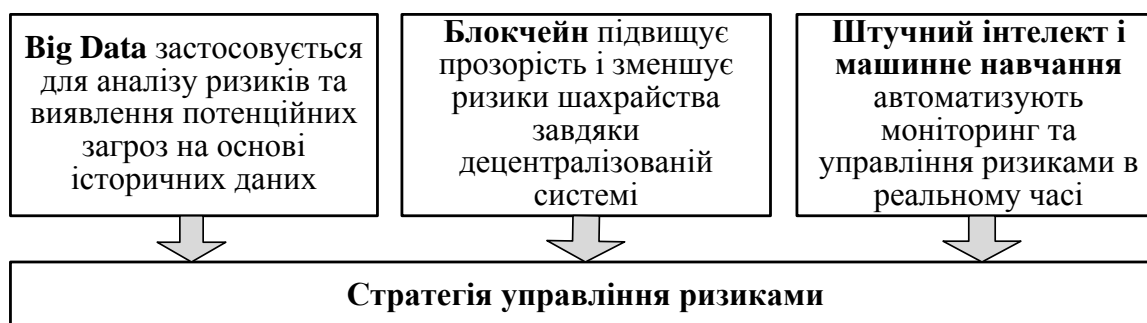 Big Data застосовується
для аналізу ризиків та
виявлення потенційних
загроз на основі
історичних даних
Блокчейн підвищує
прозорість і зменшує
ризики шахрайства
завдяки
децентралізованій
системі
Штучний інтелект і
машинне навчання
автоматизують
моніторинг та
управління ризиками в
реальному часі
Стратегія управління ризиками